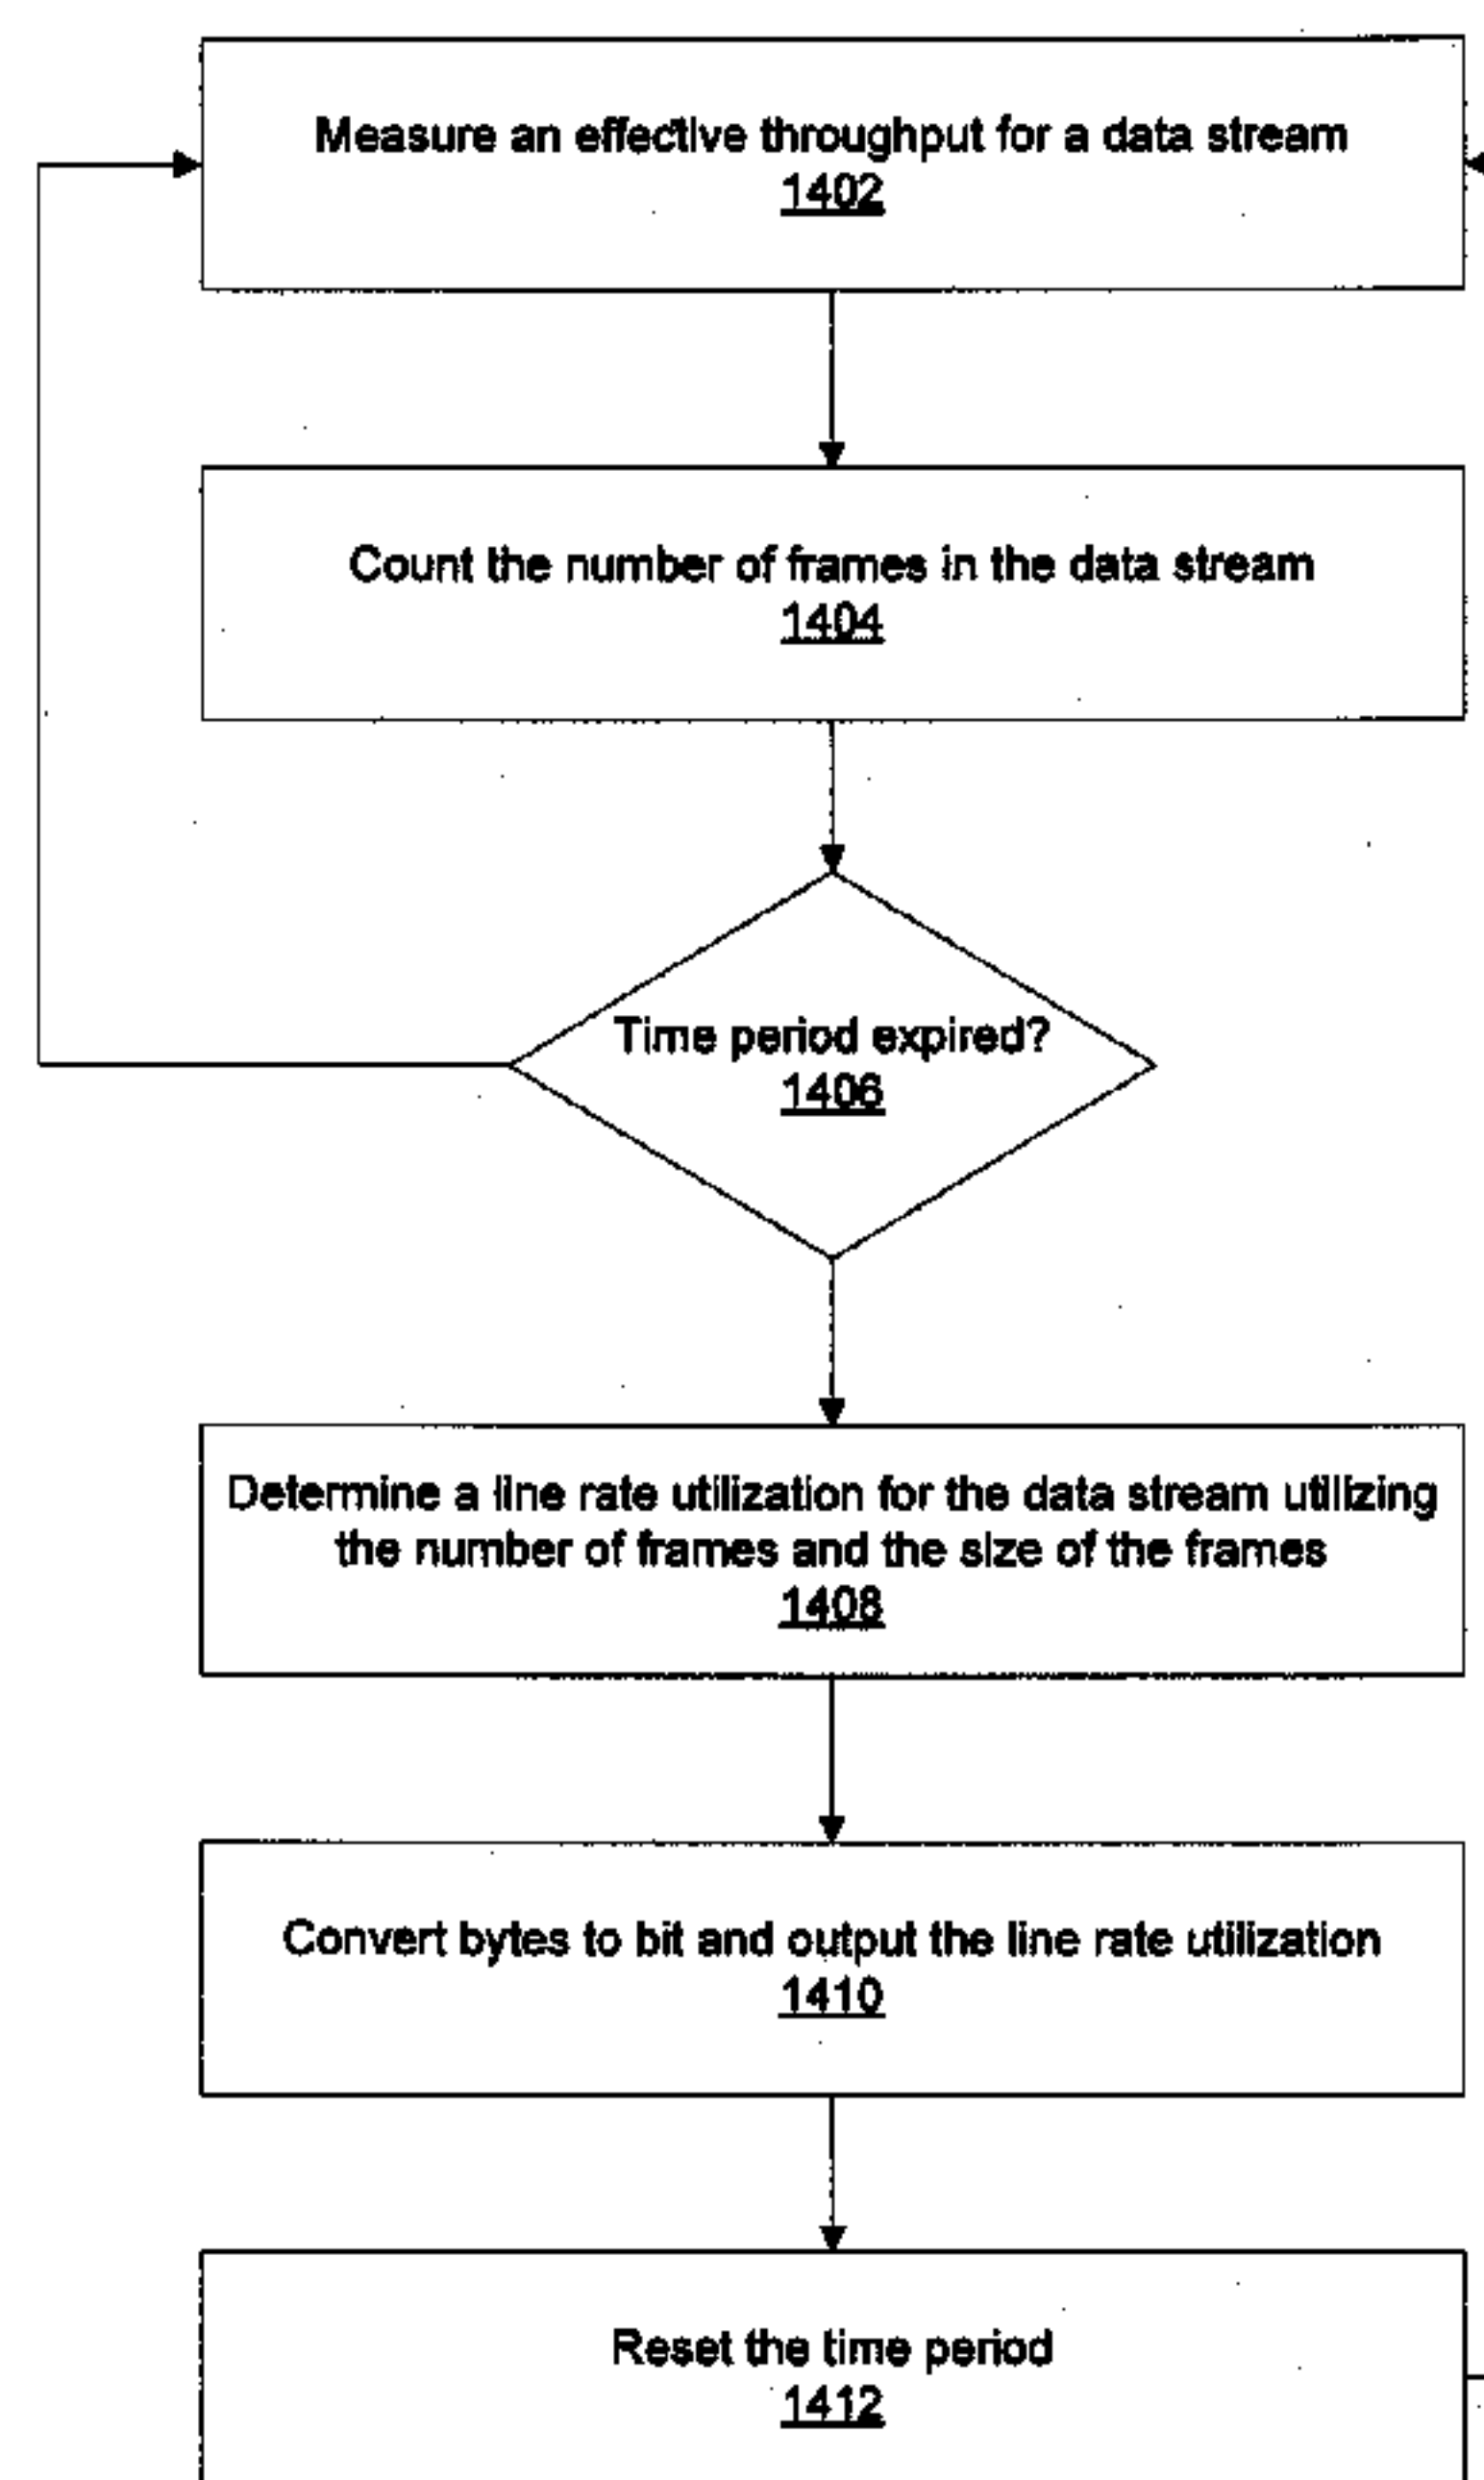 Measure an effective throughput for a data stream
1402
Count the number of frames in the data stream
1404
Time period expired?
1406
Determine a line rate utilization for the data stream utilizing
the number of frames and the size of the frames
1408
Convert bytes to bit and output the line rate utilization
1410
Reset the time period
1412